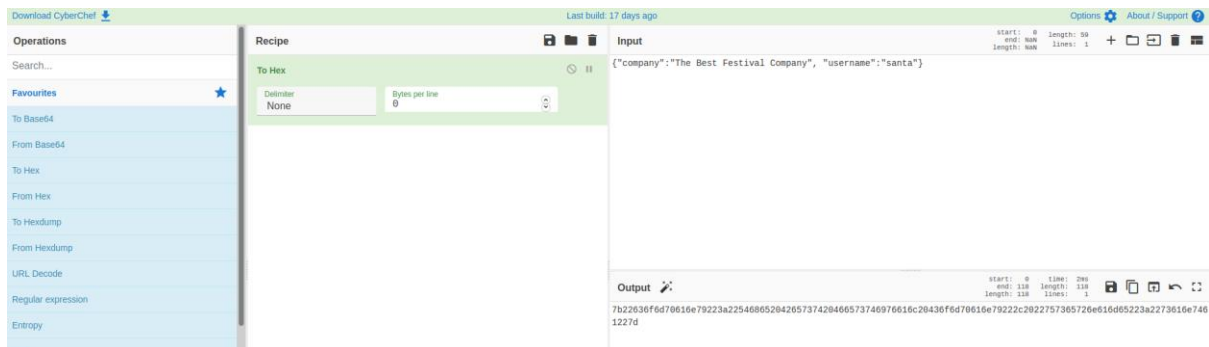 Download CyberChef
Last build: 17 days ago
Options
About / Support
Operations
Search...
Favourites
To Base64
From Base64
To Hex
From Hex
To Hexdump
From Hexdump
URL Decode
Regular expression
Entropy
Recipe
To Hex
Delimiter
None
Bytes per line
0
Input
start: 0
end: NaN
length: NaN
length: 59
lines: 1
{"company":"The Best Festival Company", "username":"santa"}
Output
start: 0
end: 118
length: 118
time: 2ms
length: 118
lines: 1
7b22636f6d70616e79223a22546865204265737420466573746976616c20436f6d70616e79222c2022757365726e616d65223a2273616e746
1227d